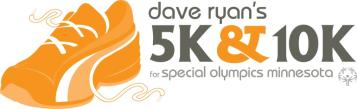 dave ryan's
5K & 10K
for special olympics minnesota